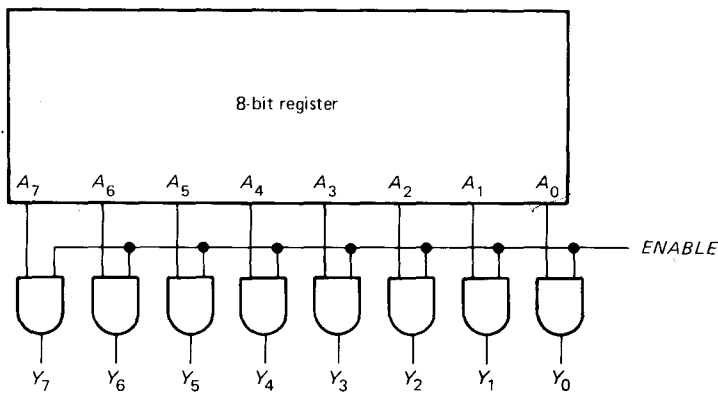 8-bit register
A7 A6 A5 A4 A3 A2 A1 A0
ENABLE
Y7 Y6 Y5 Y4 Y3 Y2 Y1 Y0